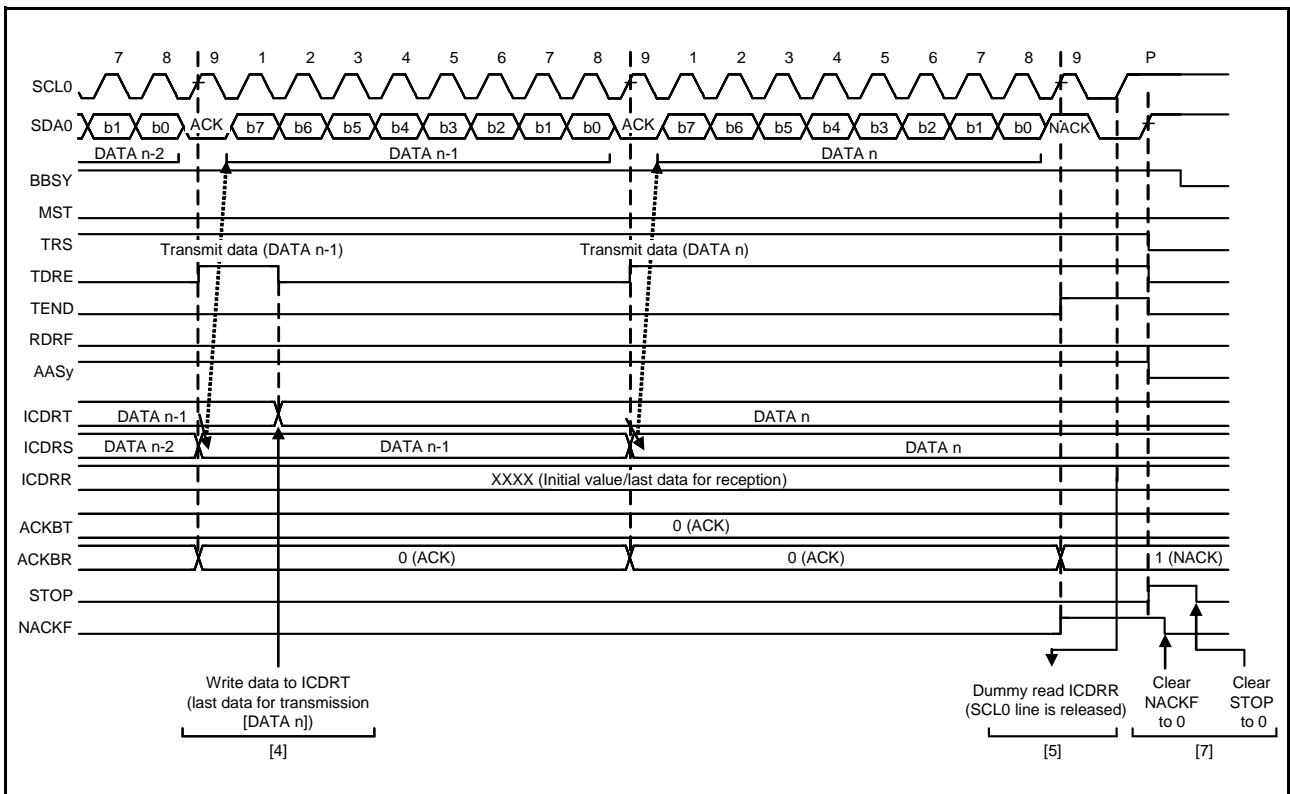 7 8 9 1 2 3 4 5 6 7 8 9 1 2 3 4 5 6 7 8 9 P
SCL0
SDA0 b1 b0 ACK b7 b6 b5 b4 b3 b2 b1 b0 ACK b7 b6 b5 b4 b3 b2 b1 b0 NACK
DATA n-2 DATA n-1 DATA n
BBSY
MST
TRS
Transmit data (DATA n-1) Transmit data (DATA n)
TDRE
TEND
RDRF
AASy
ICDRT DATA n-1 DATA n
ICDRS DATA n-2 DATA n-1 DATA n
ICDRR XXXX (Initial value/last data for reception)
ACKBT 0 (ACK)
ACKBR 0 (ACK) 0 (ACK) 1 (NACK)
STOP
NACKF
Write data to ICDRT
(last data for transmission
[DATA n])
[4]
Dummy read ICDRR
(SCL0 line is released)
[5]
Clear
NACKF
to 0
Clear
STOP
to 0
[7]